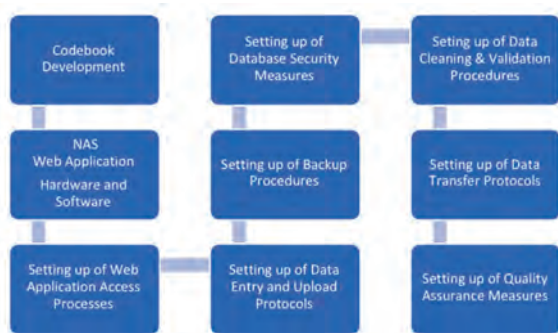 Codebook
Development
NAS
Web Application
Hardware and
Software
Setting up of Web
Application Access
Processes
Setting up of Data
Entry and Upload
Protocols
Setting up of Backup
Procedures
Setting up of
Database Security
Measures
Setting up of Data
Cleaning & Validation
Procedures
Setting up of Data
Transfer Protocols
Setting up of Quality
Assurance Measures